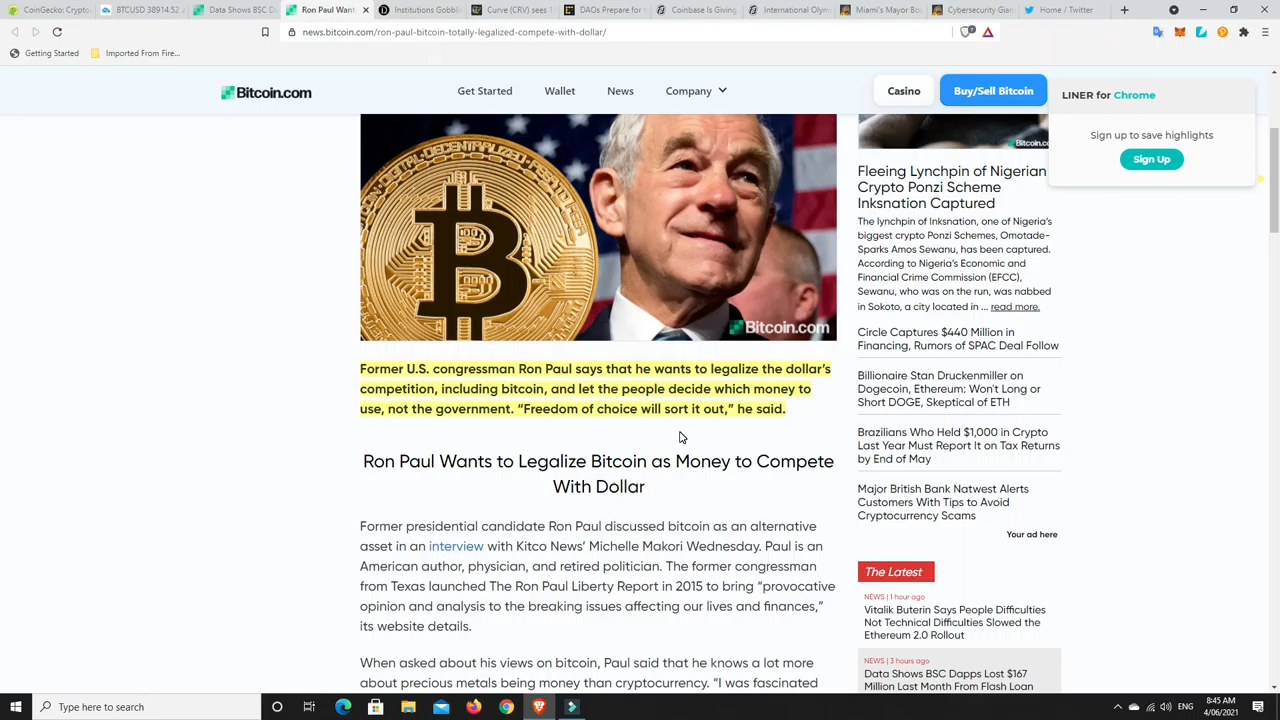 CoinGecko: Crypto
BTCUSD 38914.52
Data Shows BSC D
Ron Paul Want
Institutions Gobbl
Curve (CRV) sees 1
DAOs Prepare for
Coinbase Is Giving
International Olym
Miami's Mayor Bo
Cybersecurity Gian
Home / Twitter
news.bitcoin.com/ron-paul-bitcoin-totally-legalized-compete-with-dollar/
Getting Started
Imported From Fire...
Bitcoin.com
Get Started
Wallet
News
Company
Casino
Buy/Sell Bitcoin
LINER for Chrome
Sign up to save highlights
Sign Up
DIGITAL DECENTRALIZED
Bitcoin.com
Former U.S. congressman Ron Paul says that he wants to legalize the dollar's
competition, including bitcoin, and let the people decide which money to
use, not the government. “Freedom of choice will sort it out,” he said.
Ron Paul Wants to Legalize Bitcoin as Money to Compete
With Dollar
Former presidential candidate Ron Paul discussed bitcoin as an alternative
asset in an interview with Kitco News’ Michelle Makori Wednesday. Paul is an
American author, physician, and retired politician. The former congressman
from Texas launched The Ron Paul Liberty Report in 2015 to bring “provocative
opinion and analysis to the breaking issues affecting our lives and finances,”
its website details.
When asked about his views on bitcoin, Paul said that he knows a lot more
about precious metals being money than cryptocurrency. “I was fascinated
Fleeing Lynchpin of Nigerian
Crypto Ponzi Scheme
Inksnation Captured
The lynchpin of Inksnation, one of Nigeria's
biggest crypto Ponzi Schemes, Omotade-
Sparks Amos Sewanu, has been captured.
According to Nigeria's Economic and
Financial Crime Commission (EFCC),
Sewanu, who was on the run, was nabbed
in Sokoto, a city located in ... read more.
Circle Captures $440 Million in
Financing, Rumors of SPAC Deal Follow
Billionaire Stan Druckenmiller on
Dogecoin, Ethereum: Won't Long or
Short DOGE, Skeptical of ETH
Brazilians Who Held $1,000 in Crypto
Last Year Must Report It on Tax Returns
by End of May
Major British Bank Natwest Alerts
Customers With Tips to Avoid
Cryptocurrency Scams
Your ad here
The Latest
NEWS | 1 hour ago
Vitalik Buterin Says People Difficulties
Not Technical Difficulties Slowed the
Ethereum 2.0 Rollout
NEWS | 3 hours ago
Data Shows BSC Dapps Lost $167
Million Last Month From Flash Loan
Type here to search
ENG
8:45 AM
4/06/2021